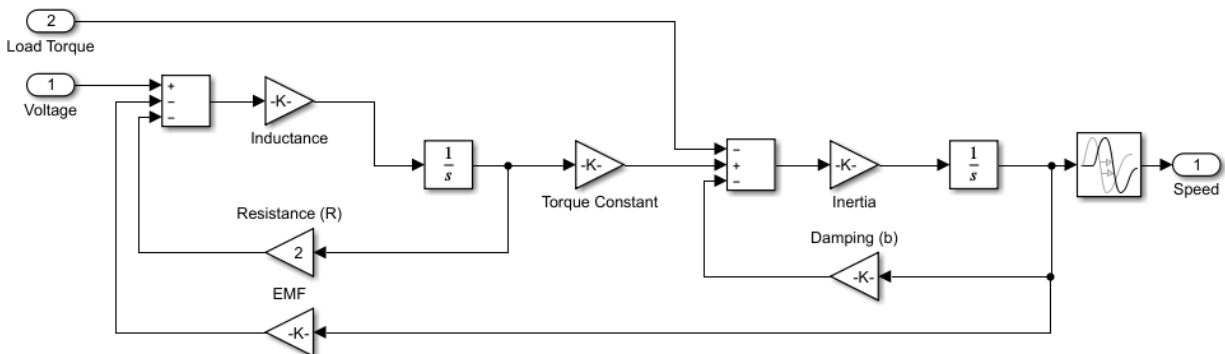 2
Load Torque
1
Voltage
+
−
−
-K-
Inductance
1
s
-K-
Torque Constant
−
+
−
-K-
Inertia
1
s
1
Speed
Resistance (R)
2
Damping (b)
-K-
EMF
-K-